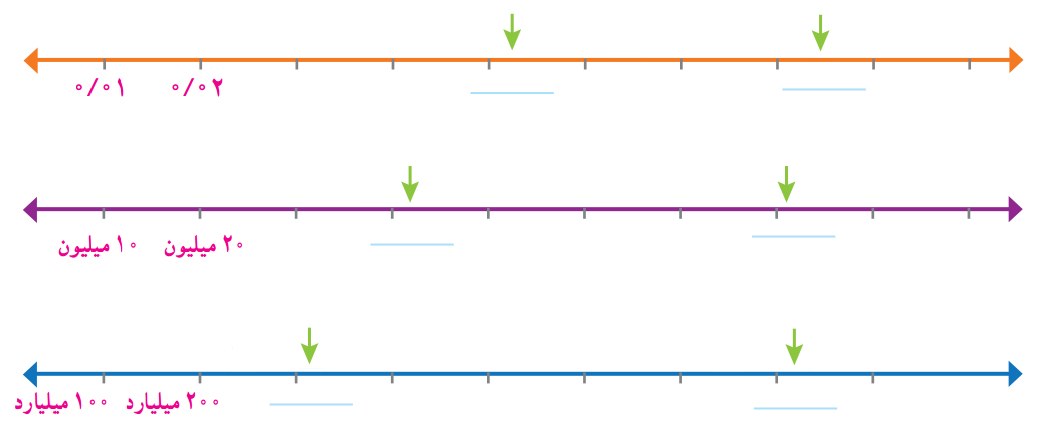 ۰/۰۱ ۰/۰۲
۱۰ میلیون ۲۰ میلیون
۱۰۰ میلیارد ۲۰۰ میلیارد